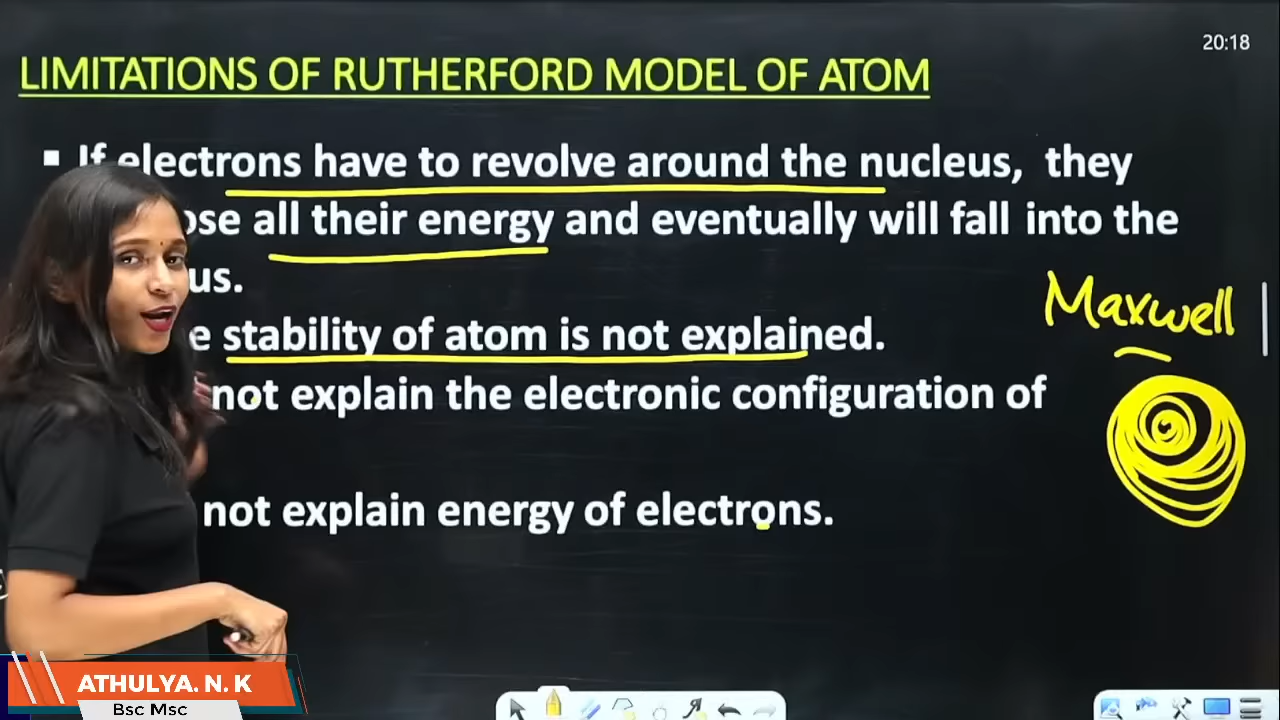 20:18
LIMITATIONS OF RUTHERFORD MODEL OF ATOM
▪ If electrons have to revolve around the nucleus, they
all their energy and eventually will fall into the
Maxwell
stability of atom is not explained.
not explain the electronic configuration of
not explain energy of electrons.
ATHULYA. N. K
Bsc Msc